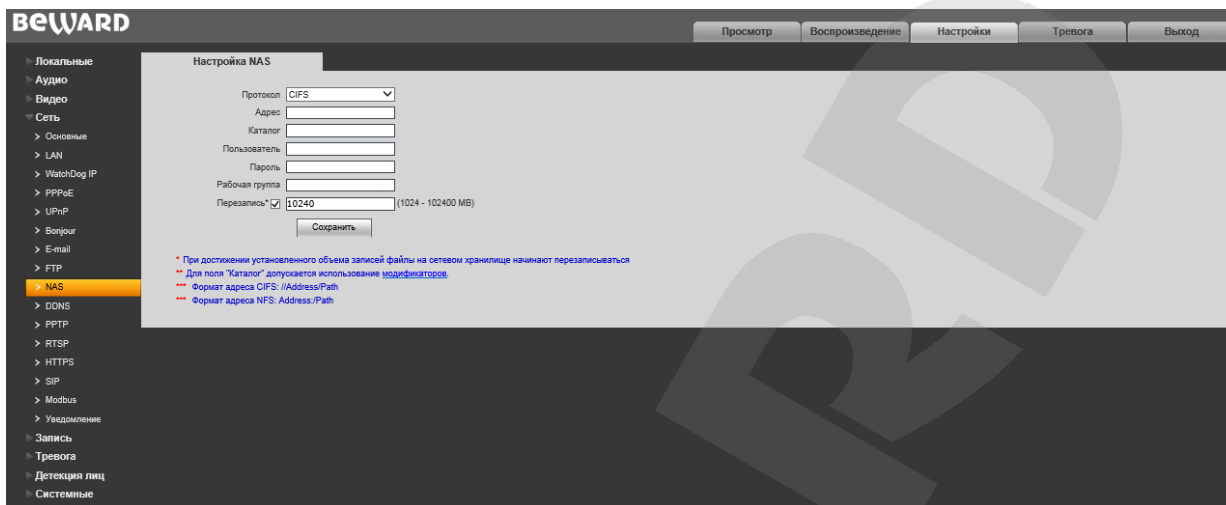 BEWARD
Просмотр
Воспроизведение
Настройки
Тревога
Выход
Локальные
Аудио
Видео
Сеть
> Основные
> LAN
> WatchDog IP
> PPPoE
> UPnP
> Bonjour
> E-mail
> FTP
> NAS
> DDNS
> PPTP
> RTSP
> HTTPS
> SIP
> Modbus
> Уведомление
Запись
Тревога
Детекция лиц
Системные
Настройка NAS
Протокол CIFS
Адрес
Каталог
Пользователь
Пароль
Рабочая группа
Перезапись* 10240 (1024 - 102400 MB)
Сохранить
* При достижении установленного объема записей файлы на сетевом хранилище начинают перезаписываться
** Для поля "Каталог" допускается использование модификаторов.
*** Формат адреса CIFS: //Address/Path
*** Формат адреса NFS: Address:/Path